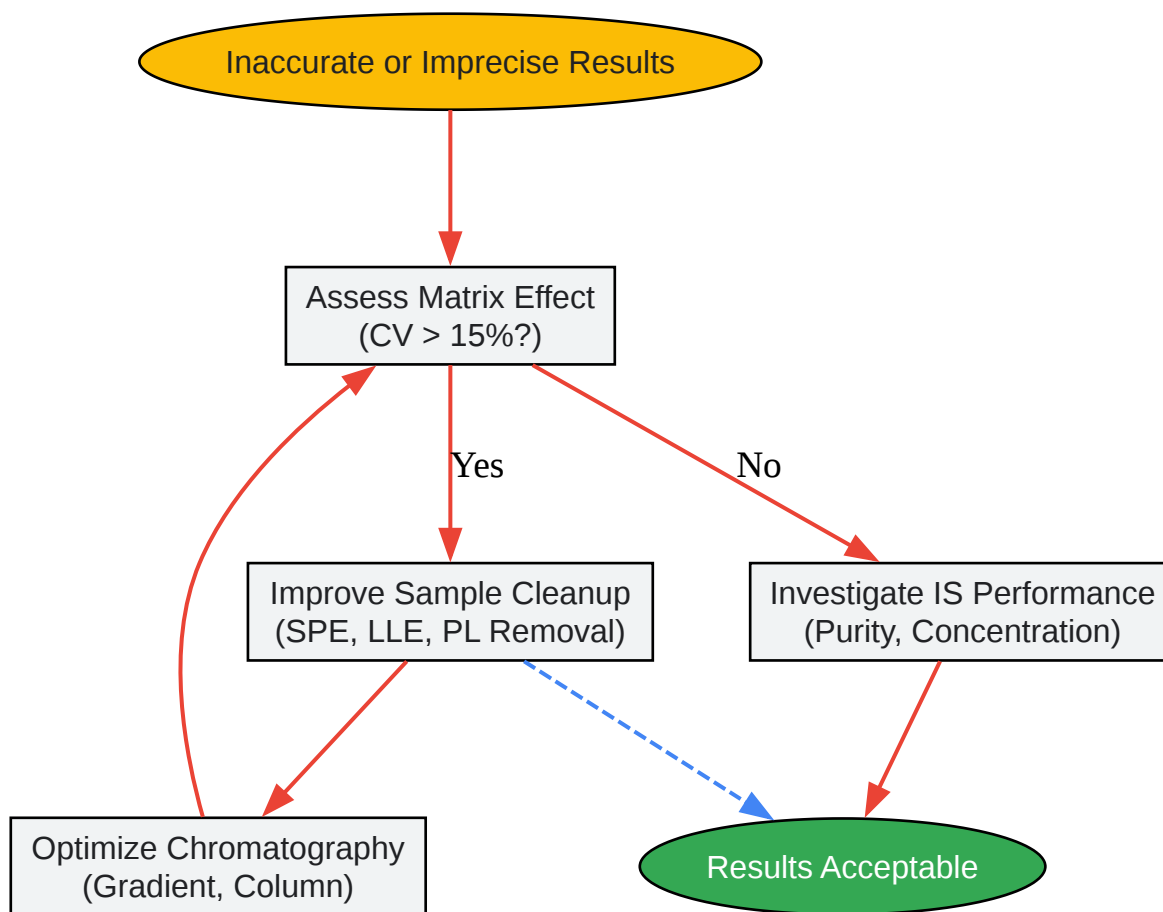 Inaccurate or Imprecise Results
Assess Matrix Effect
(CV > 15%?)
Yes
No
Improve Sample Cleanup
(SPE, LLE, PL Removal)
Investigate IS Performance
(Purity, Concentration)
Optimize Chromatography
(Gradient, Column)
Results Acceptable